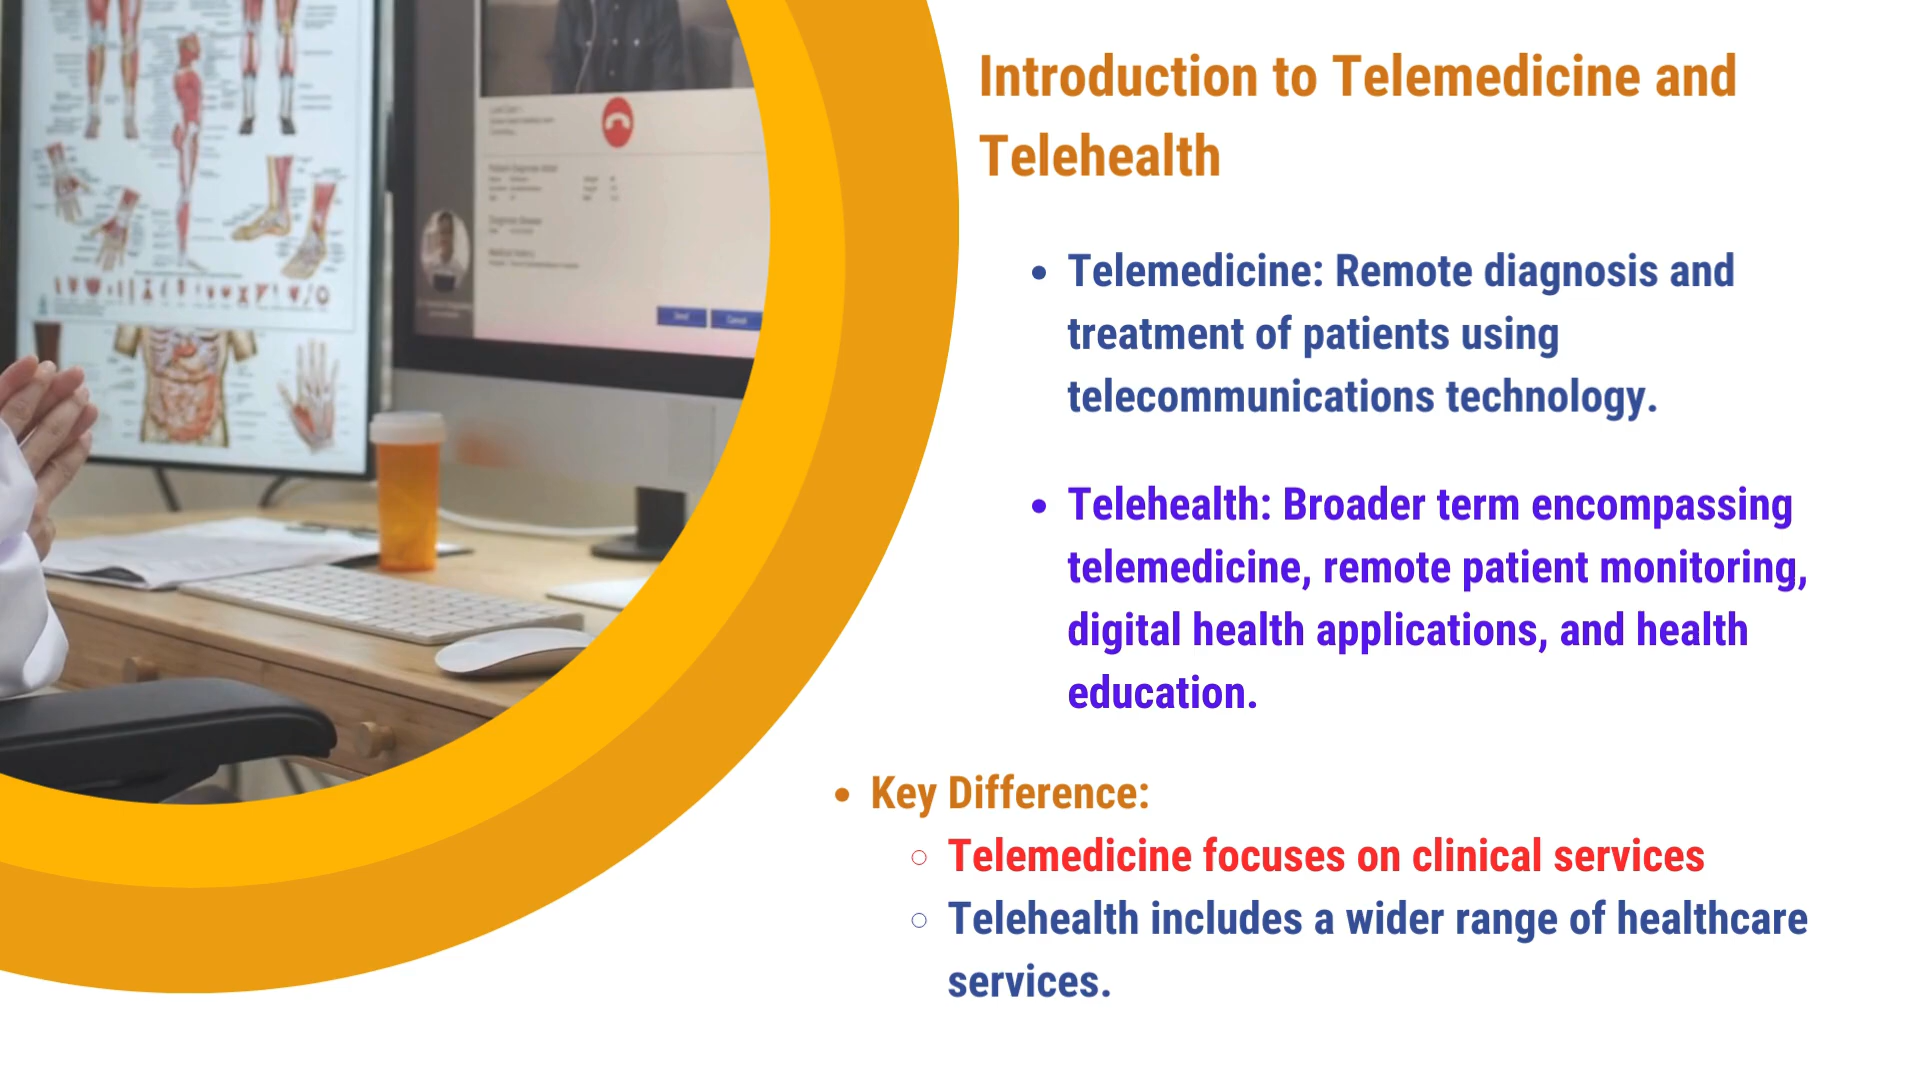 Introduction to Telemedicine and
Telehealth
Telemedicine: Remote diagnosis and
treatment of patients using
telecommunications technology.
Telehealth: Broader term encompassing
telemedicine, remote patient monitoring,
digital health applications, and health
education.
Key Difference:
Telemedicine focuses on clinical services
Telehealth includes a wider range of healthcare
services.